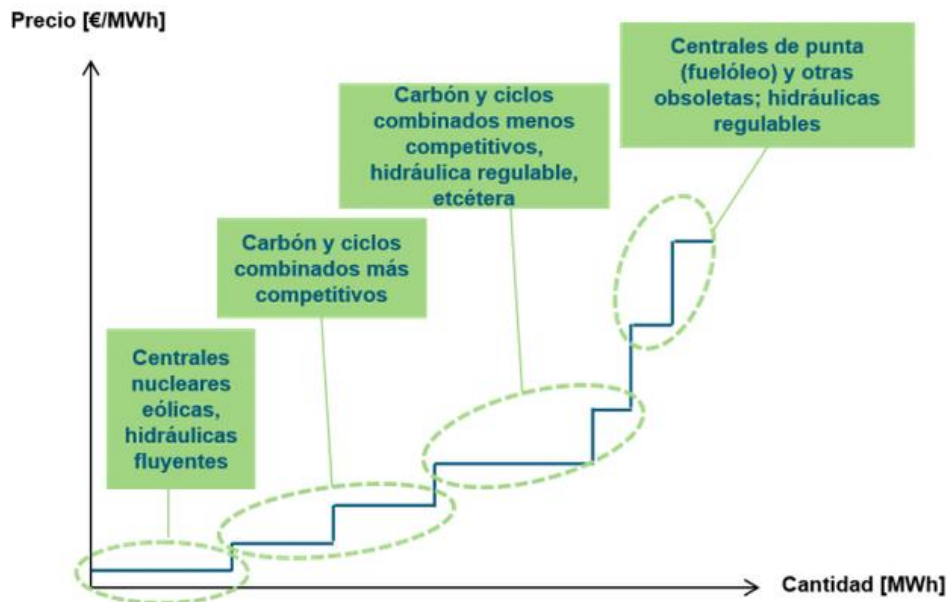 Precio [€/MWh]
Centrales de punta
(fuelóleo) y otras
obsoletas; hidráulicas
regulables
Carbón y ciclos
combinados menos
competitivos,
hidráulica regulable,
etcétera
Carbón y ciclos
combinados más
competitivos
Centrales
nucleares
eólicas,
hidráulicas
fluyentes
Cantidad [MWh]